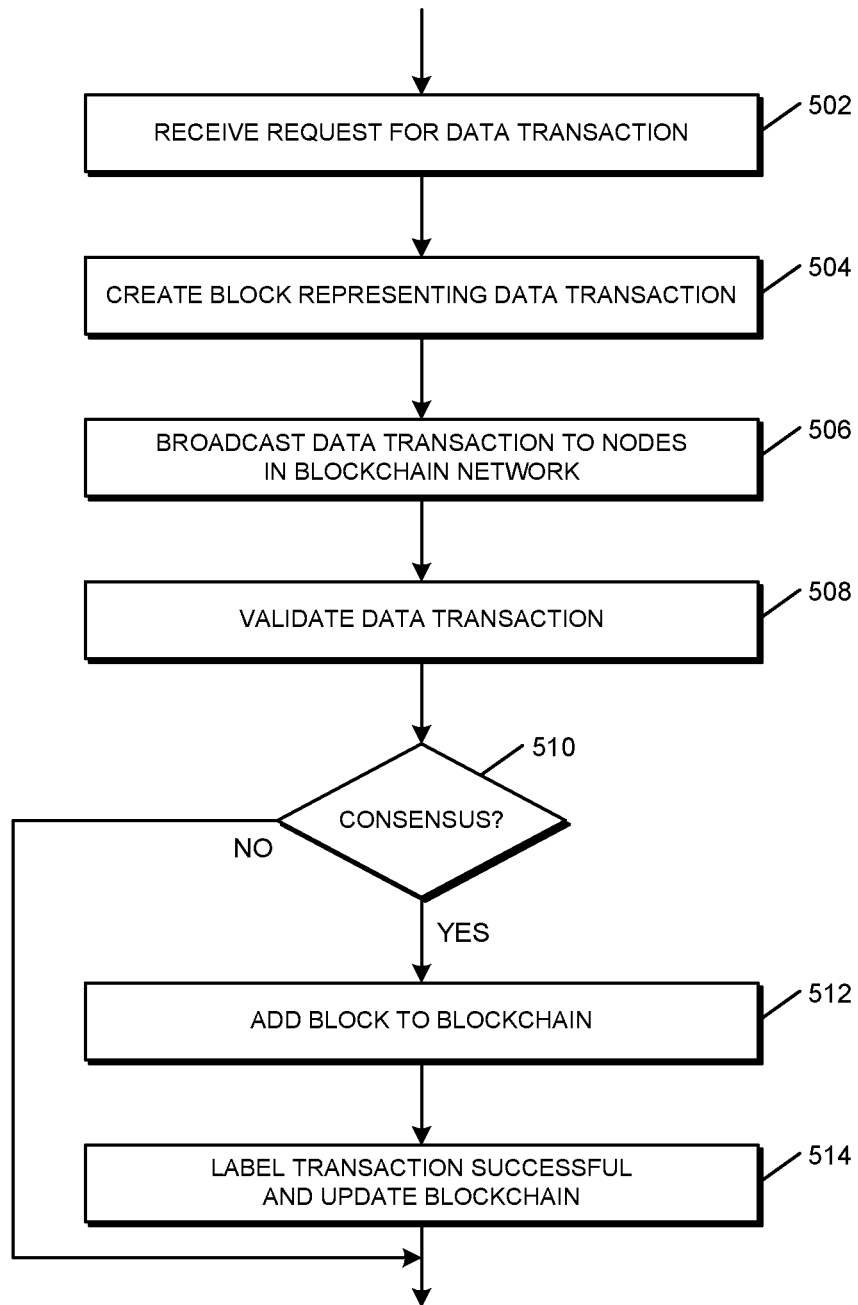 502
RECEIVE REQUEST FOR DATA TRANSACTION
504
CREATE BLOCK REPRESENTING DATA TRANSACTION
506
BROADCAST DATA TRANSACTION TO NODES
IN BLOCKCHAIN NETWORK
508
VALIDATE DATA TRANSACTION
510
CONSENSUS?
NO
YES
512
ADD BLOCK TO BLOCKCHAIN
514
LABEL TRANSACTION SUCCESSFUL
AND UPDATE BLOCKCHAIN